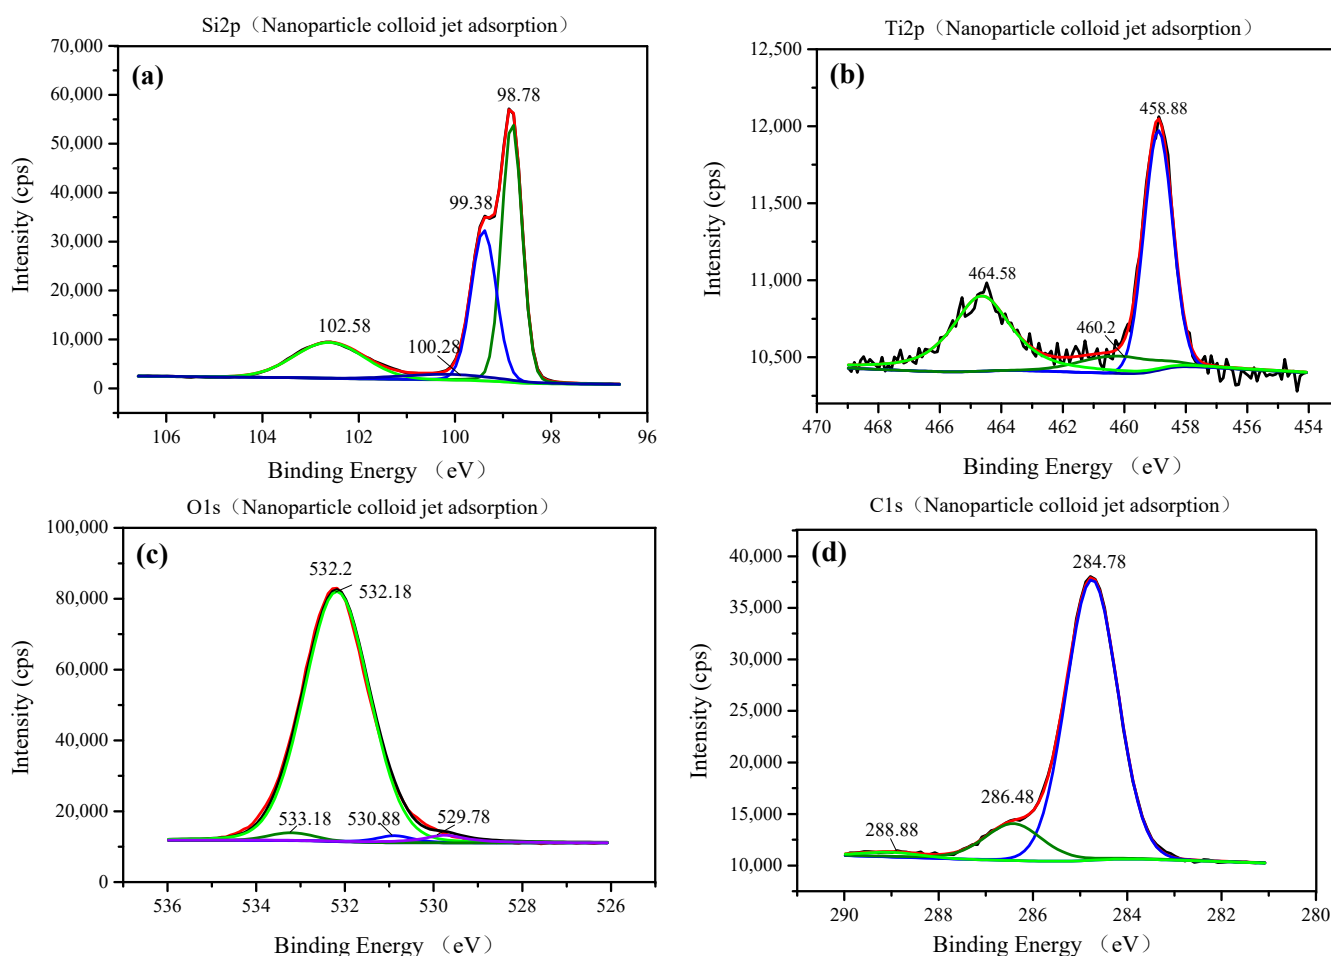 Si2p（Nanoparticle colloid jet adsorption）
(a)
70,000
60,000
50,000
40,000
30,000
20,000
10,000
0
Intensity (cps)
98.78
99.38
102.58
100.28
106 104 102 100 98 96
Binding Energy （eV）
Ti2p（Nanoparticle colloid jet adsorption）
(b)
12,500
12,000
11,500
11,000
10,500
Intensity (cps)
458.88
464.58
460.2
470 468 466 464 462 460 458 456 454
Binding Energy （eV）
O1s（Nanoparticle colloid jet adsorption）
(c)
100,000
80,000
60,000
40,000
20,000
0
Intensity (cps)
532.2
532.18
533.18 530.88 529.78
536 534 532 530 528 526
Binding Energy （eV）
C1s（Nanoparticle colloid jet adsorption）
(d)
40,000
35,000
30,000
25,000
20,000
15,000
10,000
Intensity (cps)
284.78
286.48
288.88
290 288 286 284 282 280
Binding Energy （eV）